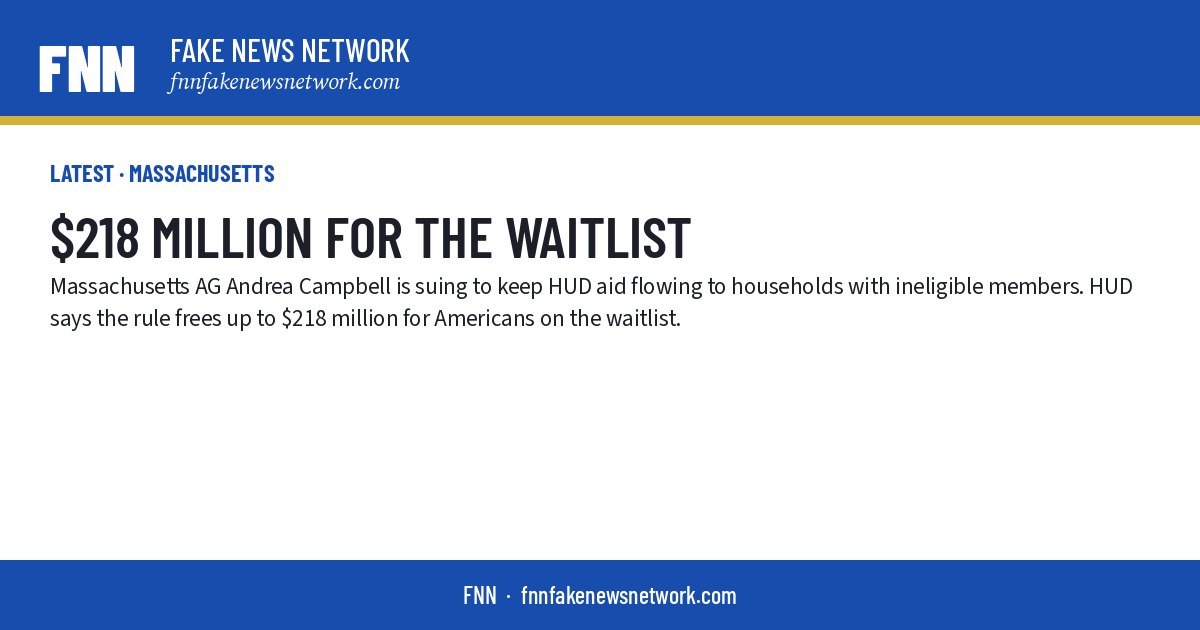 FNN
FAKE NEWS NETWORK
fnnfakenewsnetwork.com
LATEST · MASSACHUSETTS
$218 MILLION FOR THE WAITLIST
Massachusetts AG Andrea Campbell is suing to keep HUD aid flowing to households with ineligible members. HUD
says the rule frees up to $218 million for Americans on the waitlist.
FNN · fnnfakenewsnetwork.com